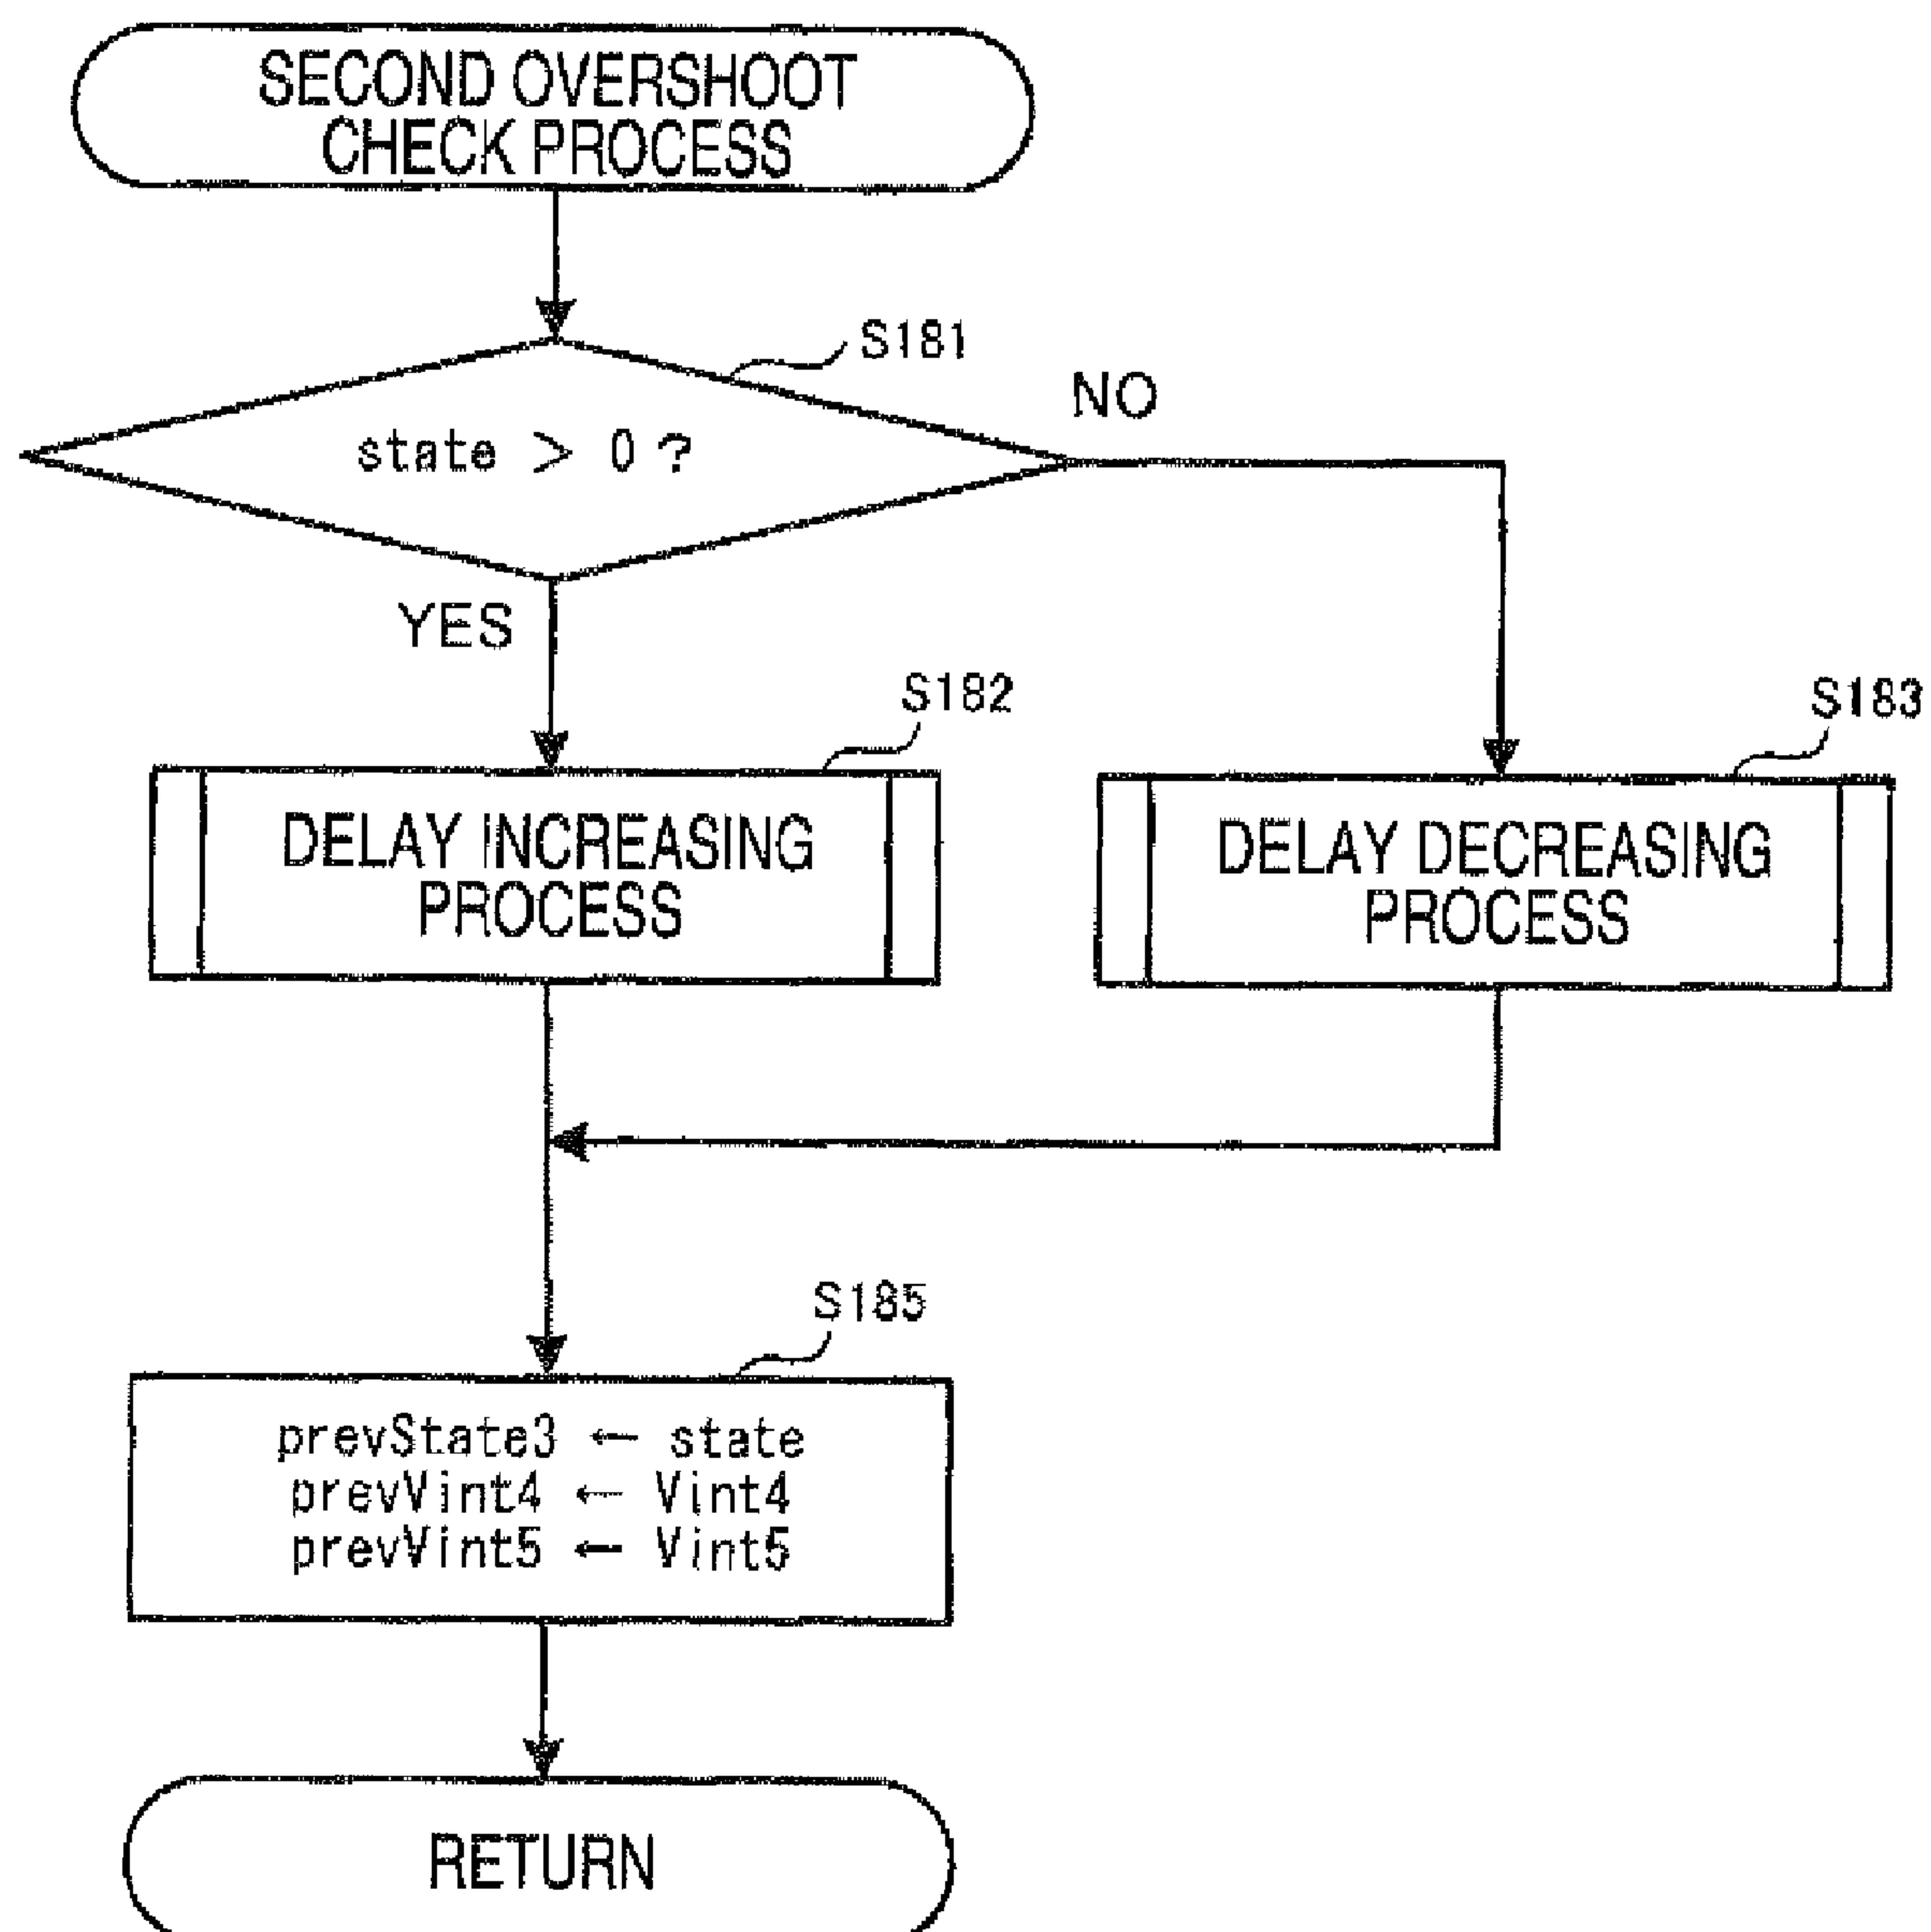 SECOND OVERSHOOT
CHECK PROCESS
S181
NO
state > 0 ?
YES
S182
S183
DELAY INCREASING
PROCESS
DELAY DECREASING
PROCESS
S185
prevState3 ← state
prevVint4 ← Vint4
prevVint5 ← Vint5
RETURN